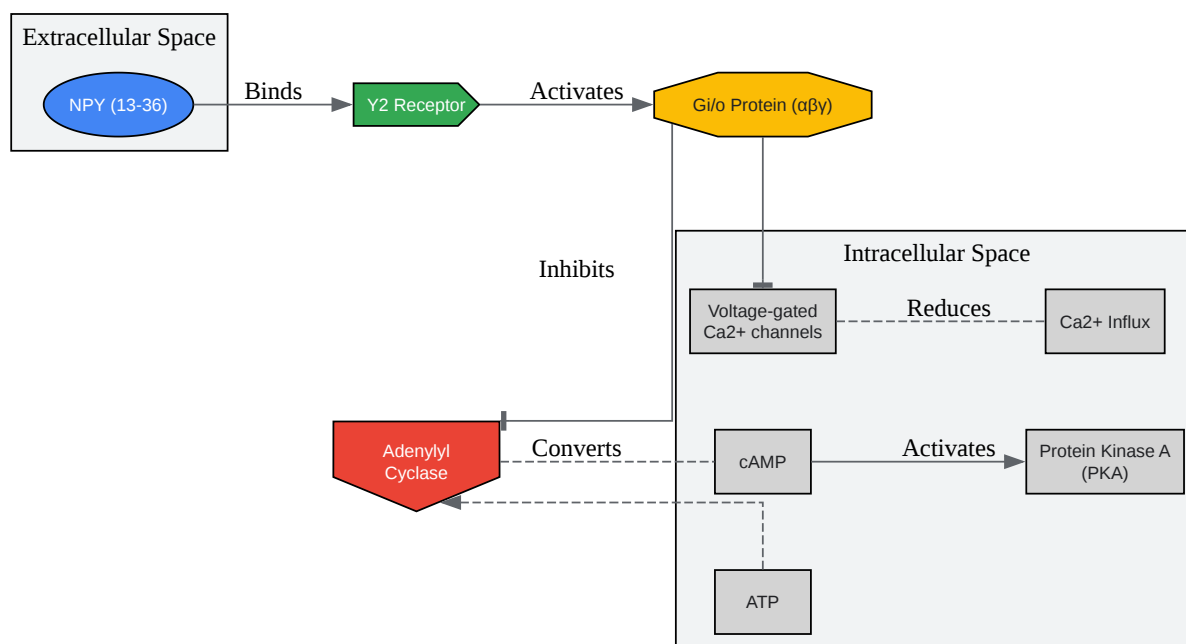 Extracellular Space
NPY (13-36)
Binds
Y2 Receptor
Activates
Gi/o Protein (αβγ)
Inhibits
Intracellular Space
Voltage-gated
Ca2+ channels
Reduces
Ca2+ Influx
Adenylyl
Cyclase
Converts
cAMP
Activates
Protein Kinase A
(PKA)
ATP